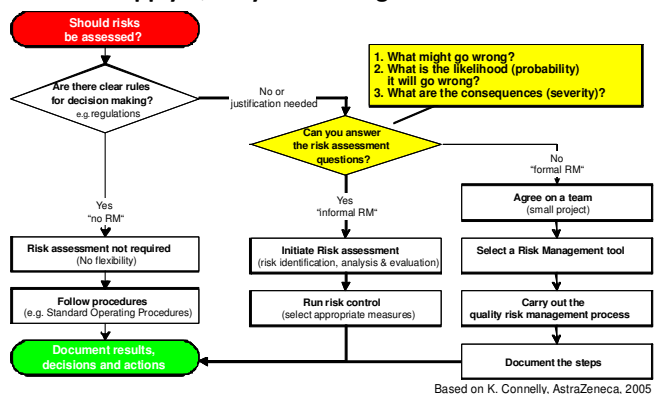 Should risks
be assessed?
Are there clear rules
for decision making?
e.g. regulations
No or
justification needed
1. What might go wrong?
2. What is the likelihood (probability)
it will go wrong?
3. What are the consequences (severity)?
Can you answer
the risk assessment
questions?
Yes
“no RM“
Yes
“informal RM“
No
“formal RM“
Risk assessment not required
(No flexibility)
Follow procedures
(e.g. Standard Operating Procedures)
Document results,
decisions and actions
Initiate Risk assessment
(risk identification, analysis & evaluation)
Run risk control
(select appropriate measures)
Agree on a team
(small project)
Select a Risk Management tool
Carry out the
quality risk management process
Document the steps
Based on K. Connelly, AstraZeneca, 2005